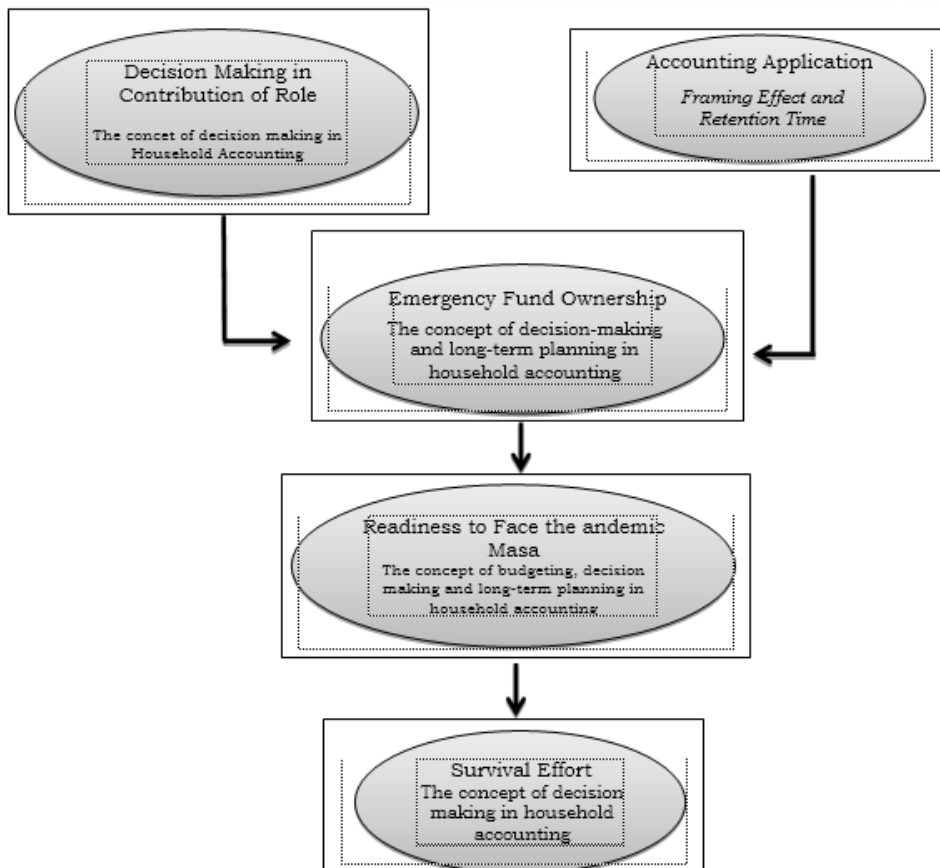 Decision Making in
Contribution of Role
The concet of decision making in
Household Accounting
Accounting Application
Framing Effect and
Retention Time
Emergency Fund Ownership
The concept of decision-making
and long-term planning in
household accounting
Readiness to Face the andemic
Masa
The concept of budgeting, decision
making and long-term planning in
household accounting
Survival Effort
The concept of decision
making in household
accounting